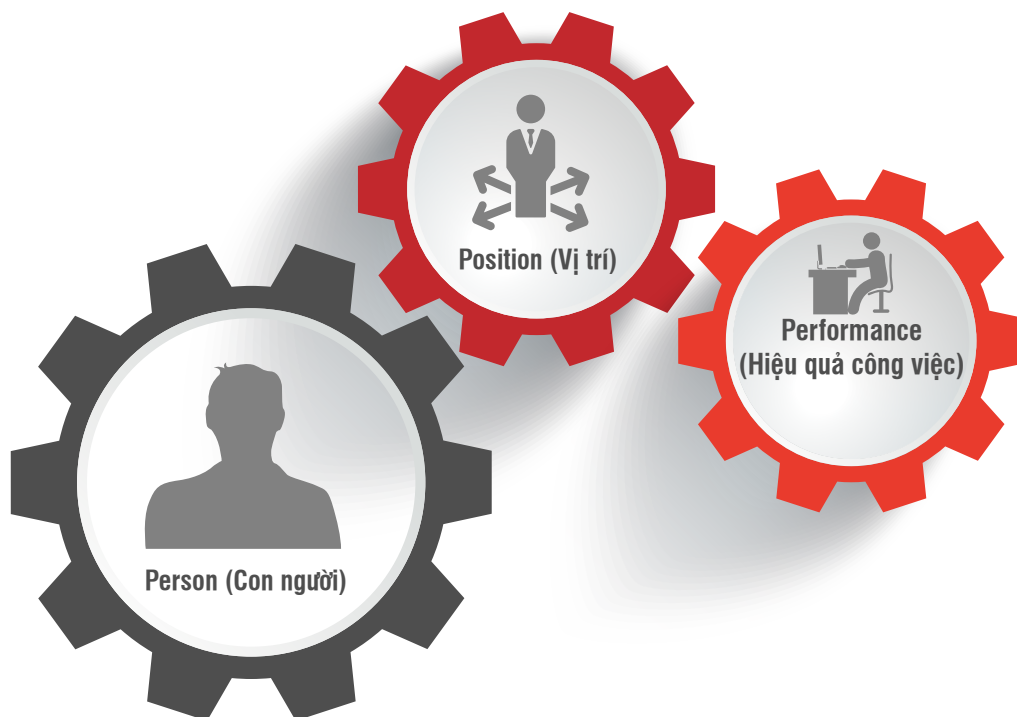 Position (Vị trí)
Performance
(Hiệu quả công việc)
Person (Con người)